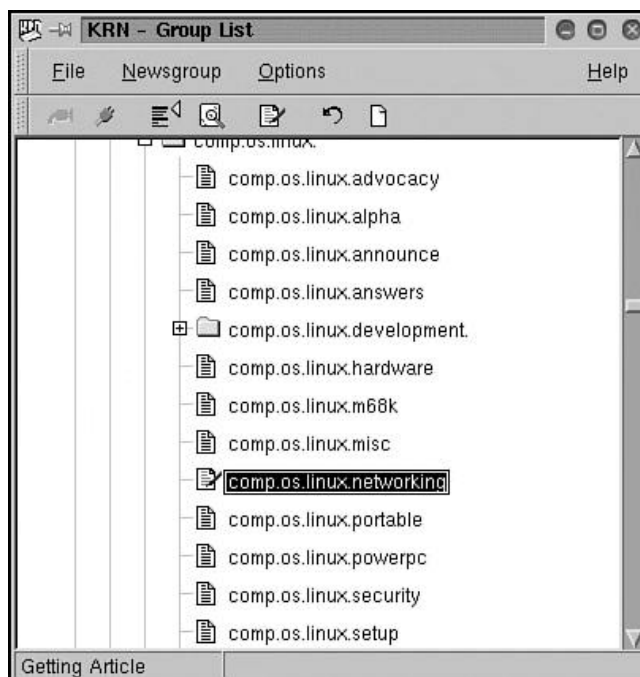 KRN - Group List
File Newsgroup Options Help
comp.os.linux.
comp.os.linux.advocacy
comp.os.linux.alpha
comp.os.linux.announce
comp.os.linux.answers
comp.os.linux.development.
comp.os.linux.hardware
comp.os.linux.m68k
comp.os.linux.misc
comp.os.linux.networking
comp.os.linux.portable
comp.os.linux.powerpc
comp.os.linux.security
comp.os.linux.setup
Getting Article